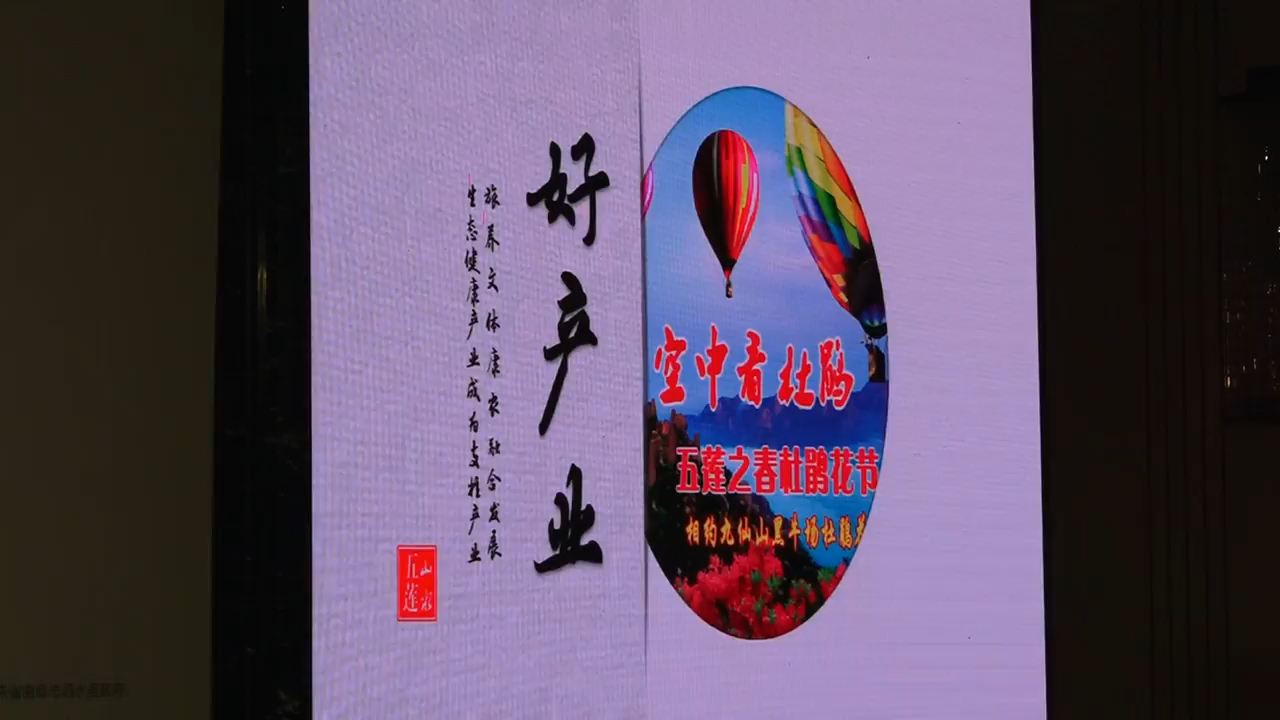 好产业
旅养文体康农融合发展
生态健康产业成为支柱产业
山水
五莲
空中看杜鹃
五莲之春杜鹃花节
相约九仙山黑牛场杜鹃花